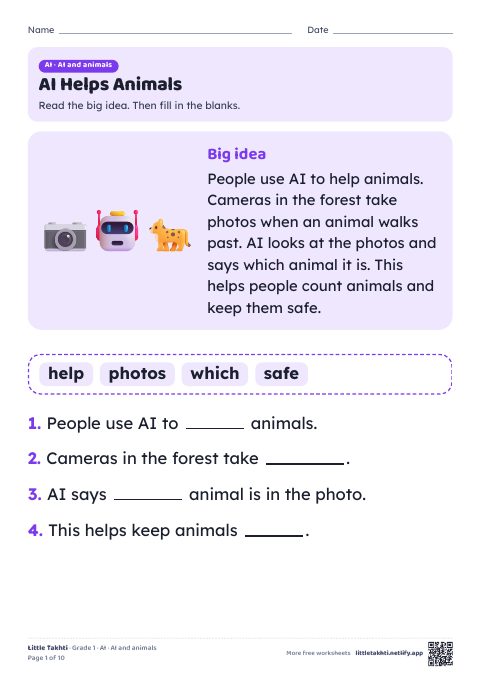 Name Date
AI · AI and animals
AI Helps Animals
Read the big idea. Then fill in the blanks.
Big idea
People use AI to help animals.
Cameras in the forest take
photos when an animal walks
past. AI looks at the photos and
says which animal it is. This
helps people count animals and
keep them safe.
help photos which safe
1. People use AI to ______ animals.
2. Cameras in the forest take ________.
3. AI says _______ animal is in the photo.
4. This helps keep animals ______.
Little Takhti · Grade 1 · AI · AI and animals
Page 1 of 10
More free worksheets · littletakhti.netlify.app